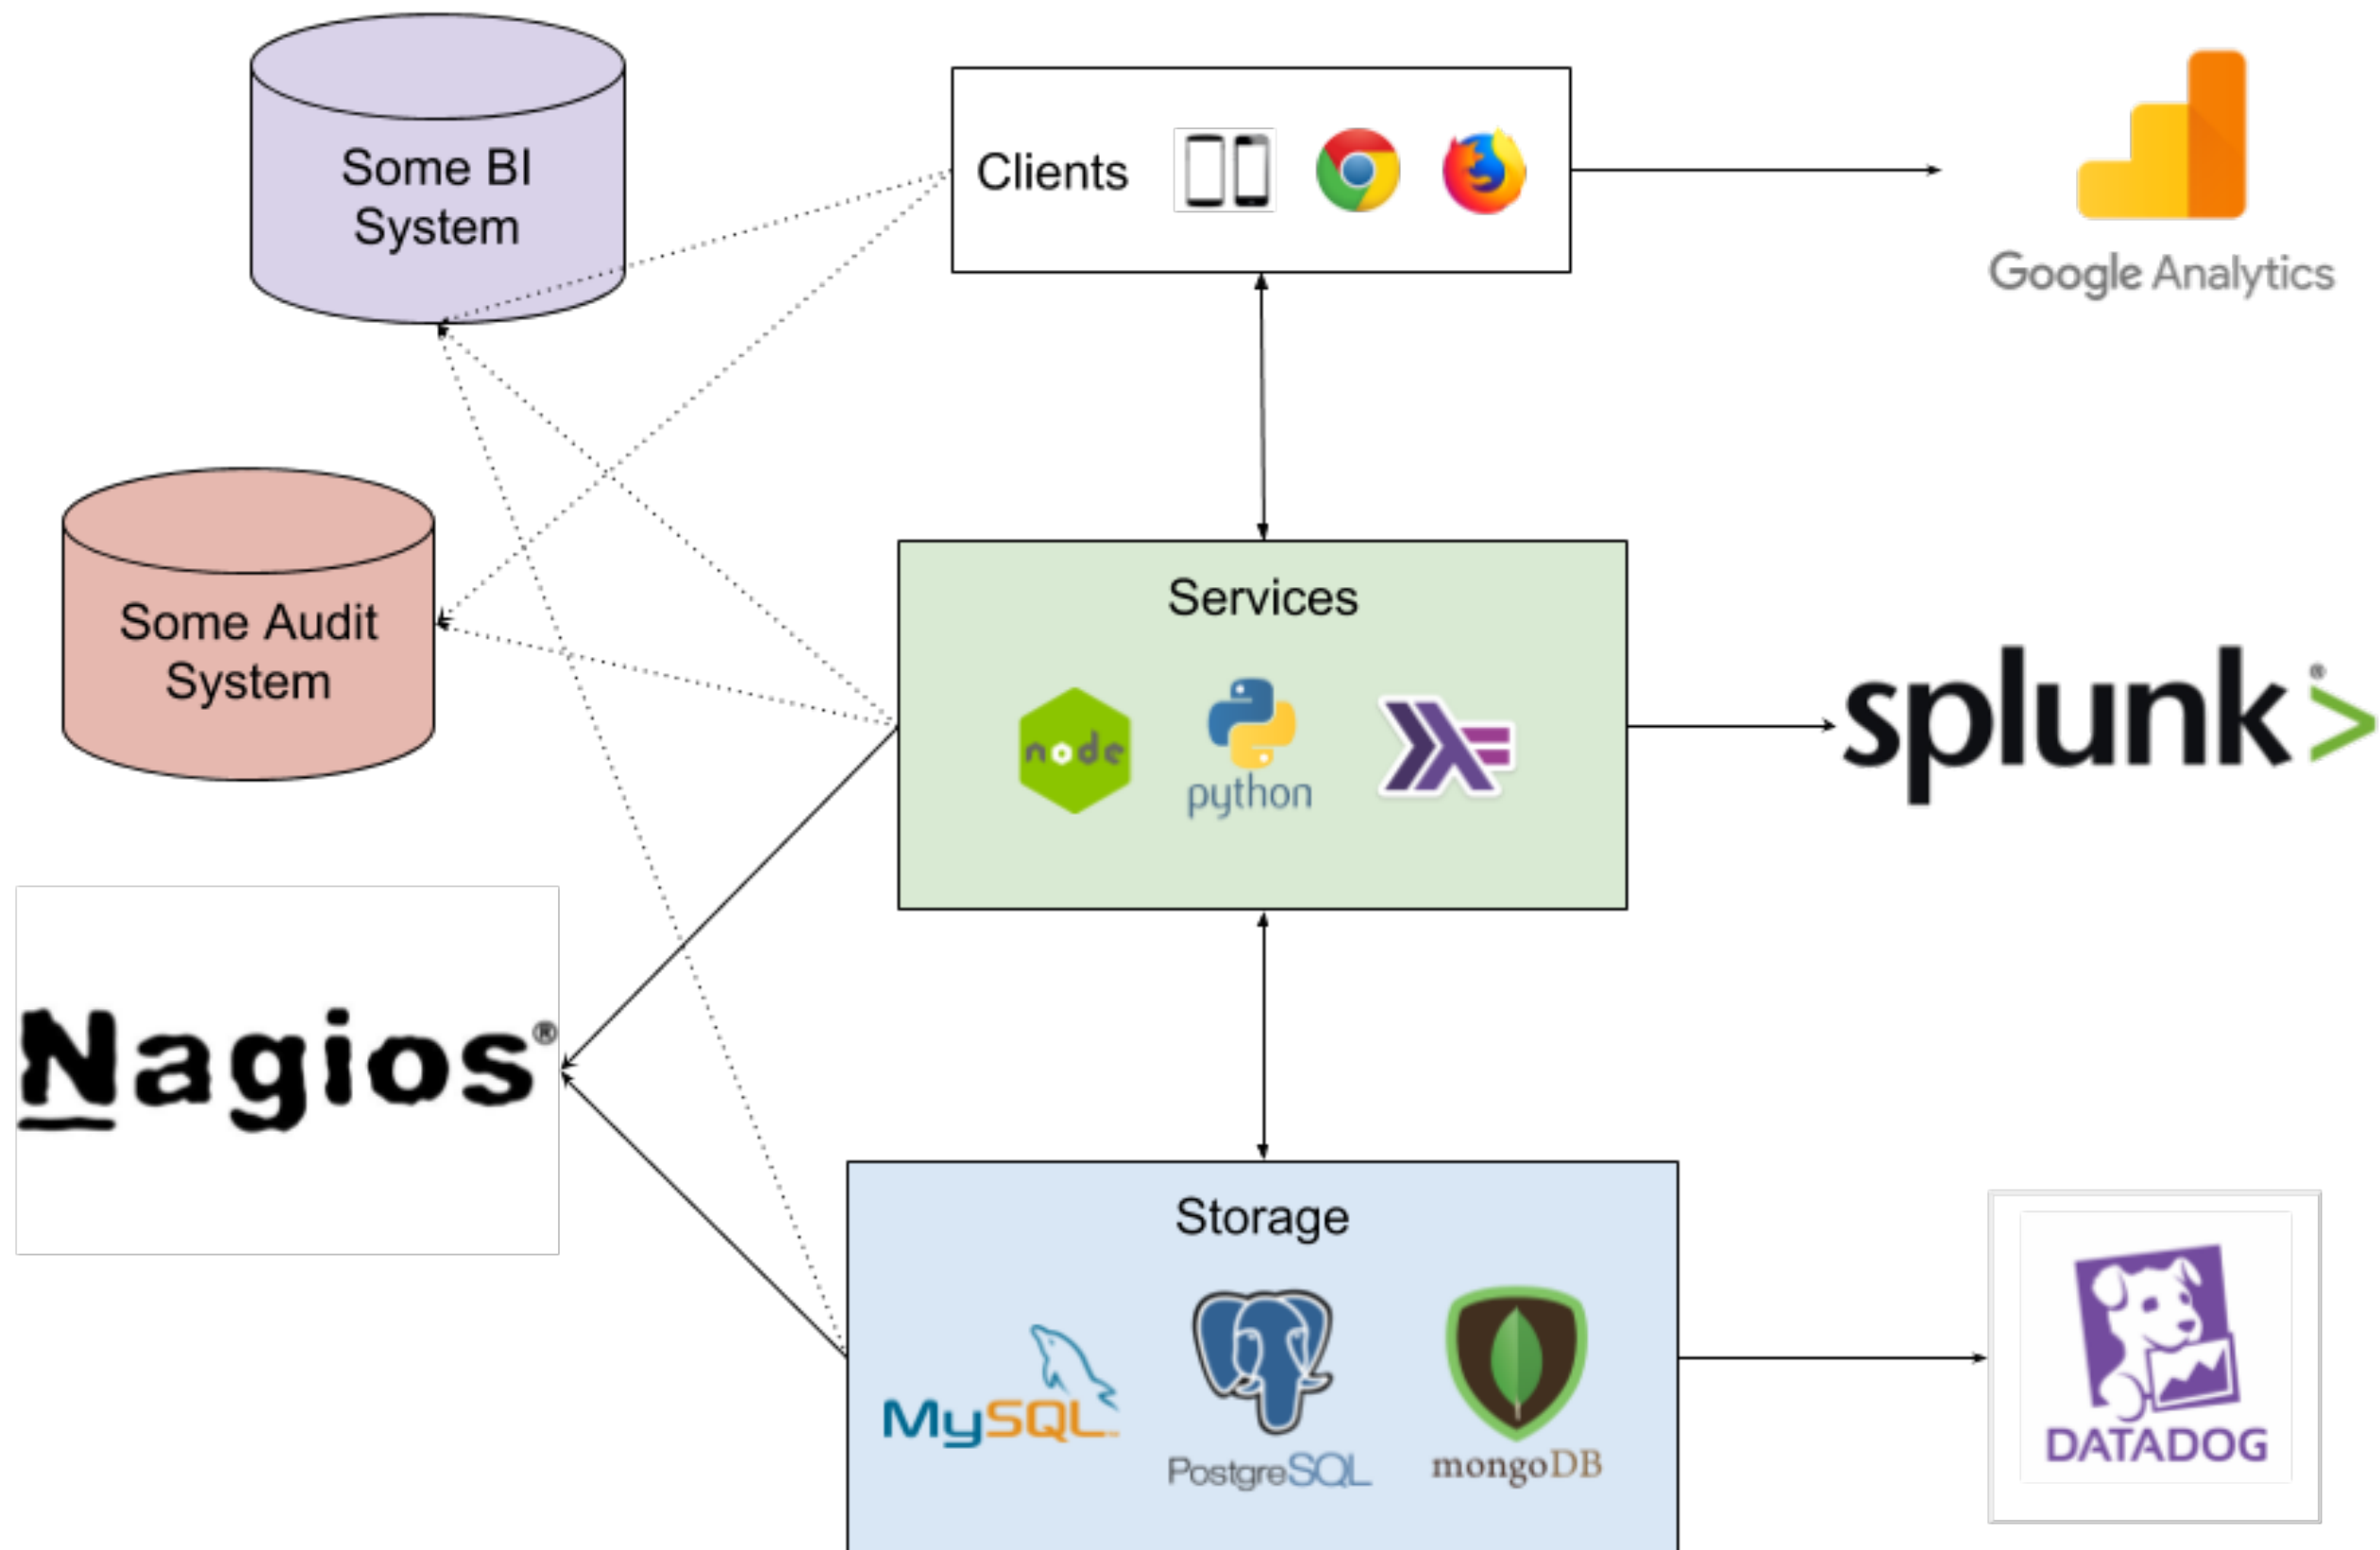 Some BI
System
Clients
Google Analytics
Some Audit
System
Services
node
python
splunk>®
Nagios®
Storage
MySQL
PostgreSQL
mongoDB
DATADOG